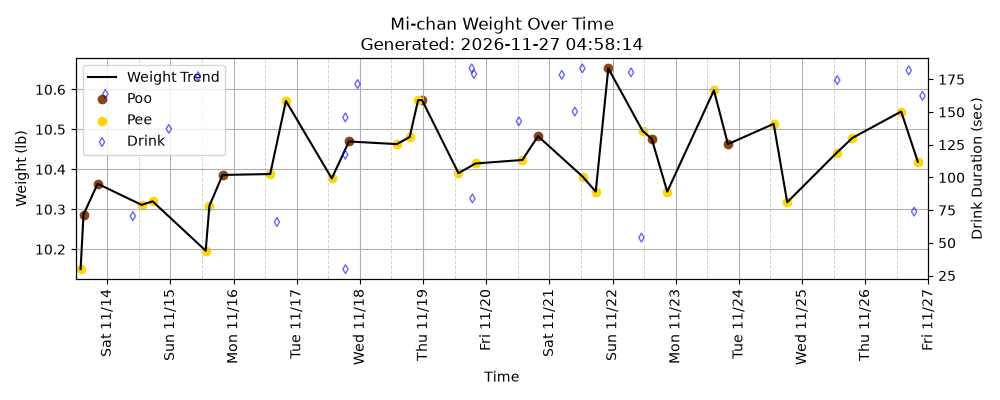 Mi-chan Weight Over Time
Generated: 2026-11-27 04:58:14
Weight (lb)
10.6
10.5
10.4
10.3
10.2
Weight Trend
Poo
Pee
Drink
175
150
125
100
75
50
25
Drink Duration (sec)
Sat 11/14
Sun 11/15
Mon 11/16
Tue 11/17
Wed 11/18
Thu 11/19
Fri 11/20
Sat 11/21
Sun 11/22
Mon 11/23
Tue 11/24
Wed 11/25
Thu 11/26
Fri 11/27
Time